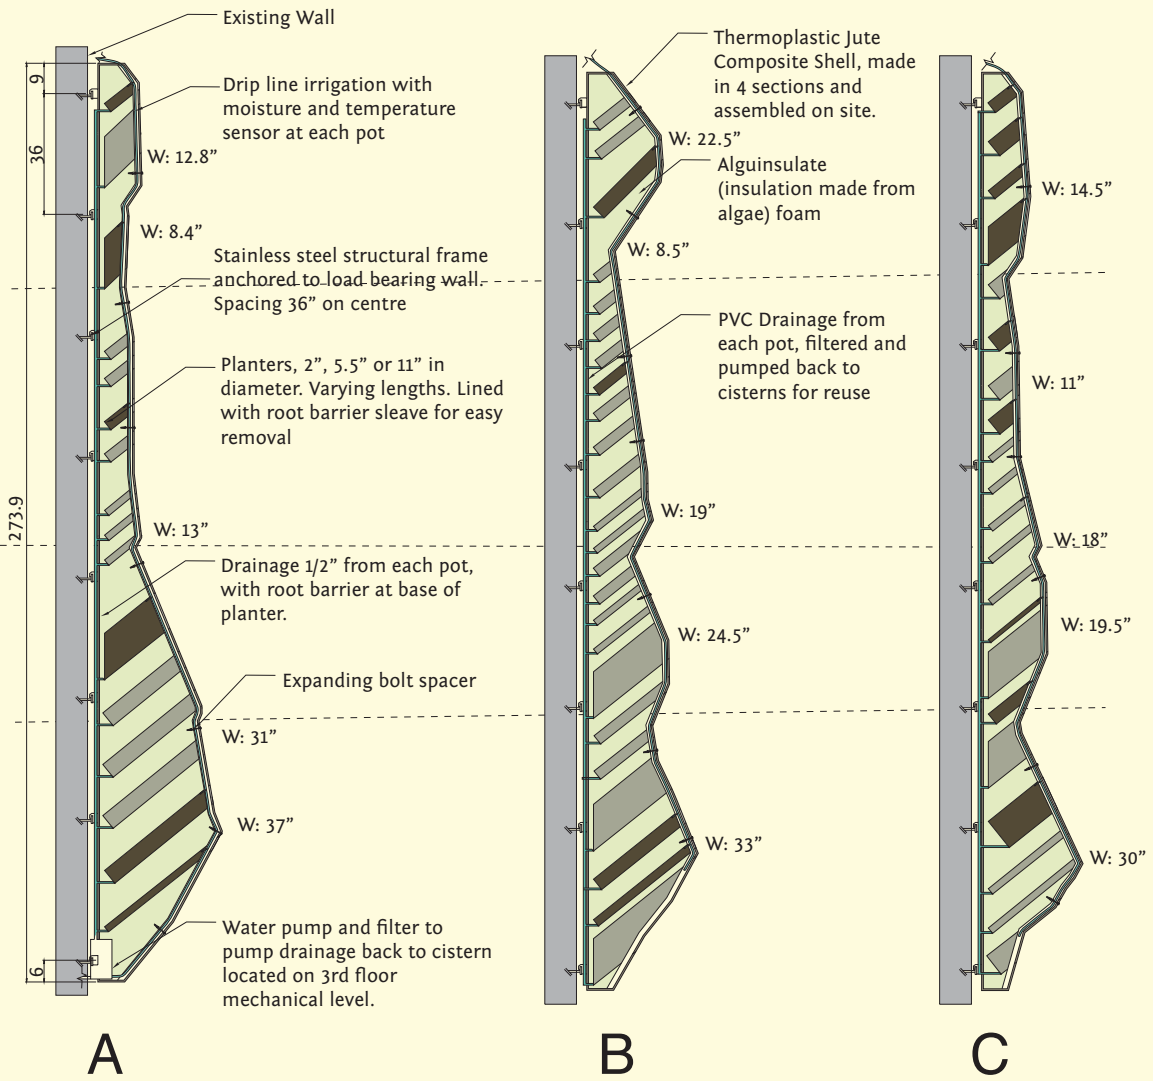 Existing Wall
Drip line irrigation with
moisture and temperature
sensor at each pot
W: 12.8”
W: 8.4”
Stainless steel structural frame
anchored to load bearing wall.
Spacing 36” on centre
Planters, 2”, 5.5” or 11” in
diameter. Varying lengths. Lined
with root barrier sleave for easy
removal
W: 13”
Drainage 1/2” from each pot,
with root barrier at base of
planter.
Expanding bolt spacer
W: 31”
W: 37”
Water pump and filter to
pump drainage back to cistern
located on 3rd floor
mechanical level.
9
36
273.9
6
A
Thermoplastic Jute
Composite Shell, made
in 4 sections and
assembled on site.
W: 22.5”
Alguinsulate
(insulation made from
algae) foam
W: 8.5”
PVC Drainage from
each pot, filtered and
pumped back to
cisterns for reuse
W: 19”
W: 24.5”
W: 33”
B
W: 14.5”
W: 11”
W: 18”
W: 19.5”
W: 30”
C